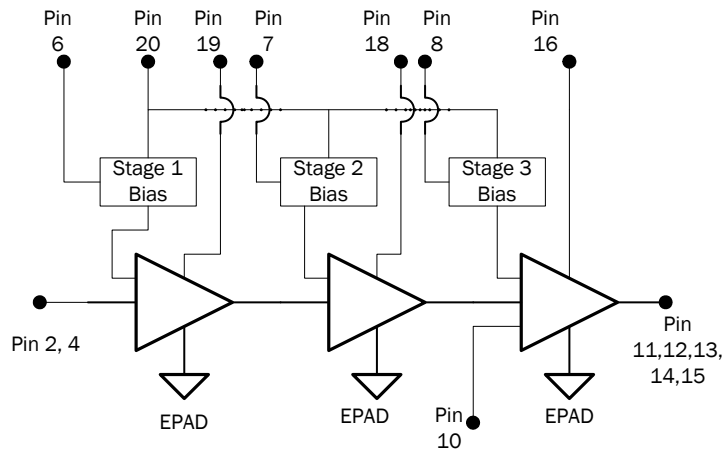 Pin
6
Pin
20
Pin
19
Pin
7
Pin
18
Pin
8
Pin
16
Stage 1
Bias
Stage 2
Bias
Stage 3
Bias
Pin 2, 4
Pin
11,12,13,
14,15
EPAD
EPAD
Pin
10
EPAD